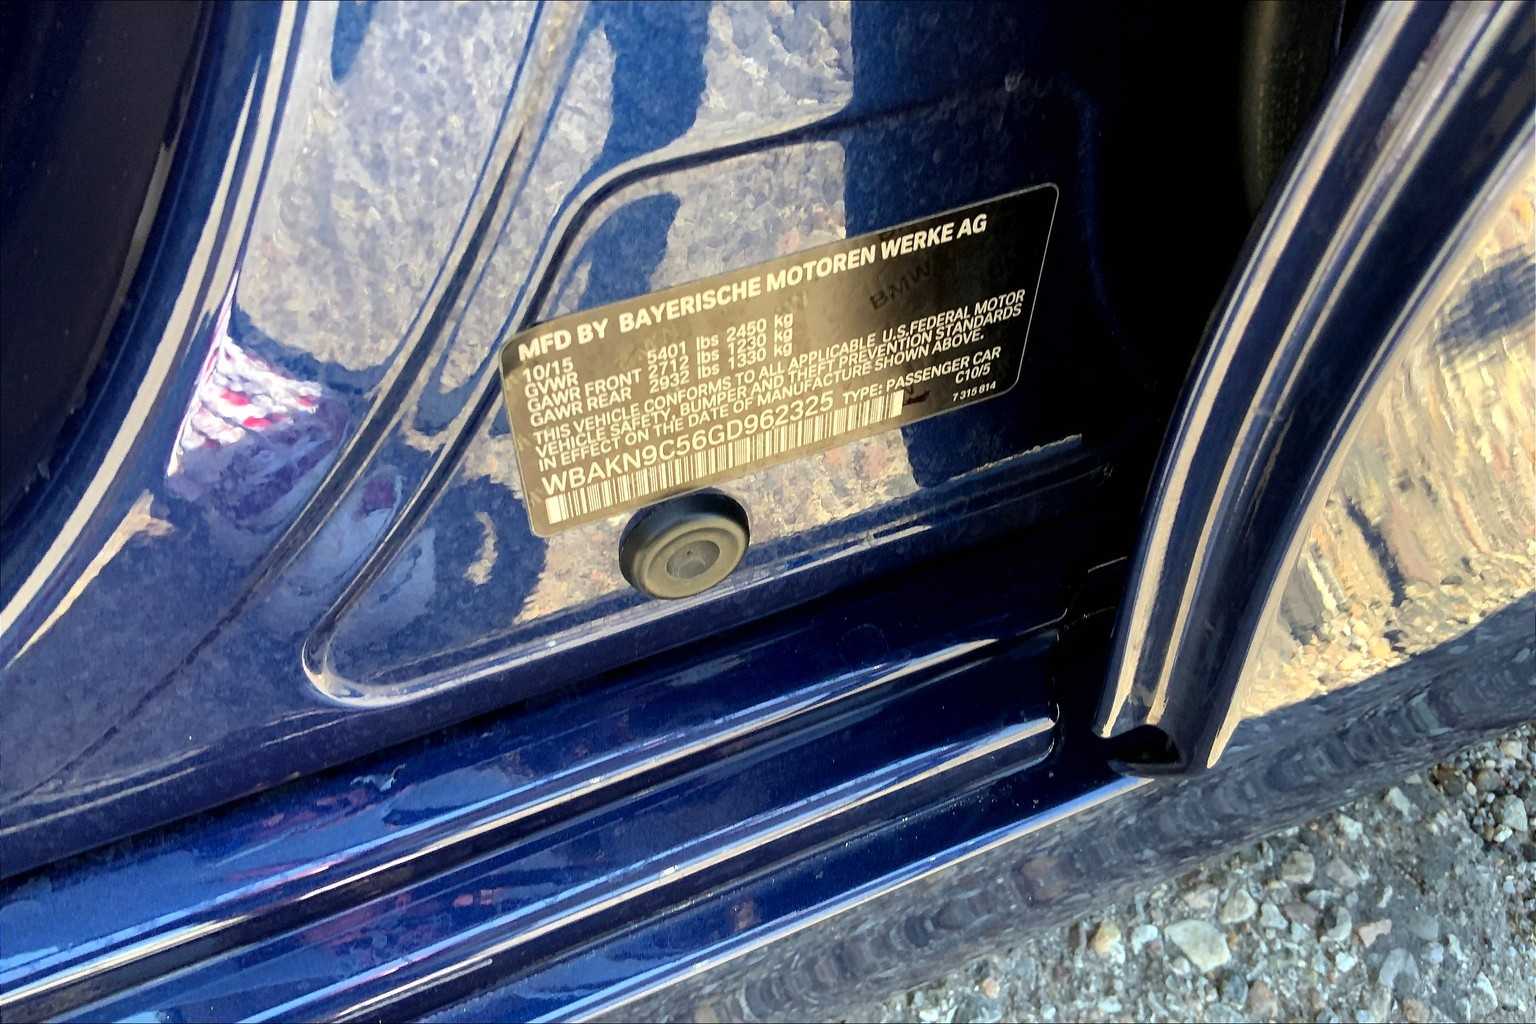 MFD BY BAYERISCHE MOTOREN WERKE AG
10/15
GVWR 5401 lbs 2450 kg
GAWR FRONT 2712 lbs 1230 kg
GAWR REAR 2932 lbs 1330 kg
THIS VEHICLE CONFORMS TO ALL APPLICABLE U.S.FEDERAL MOTOR
VEHICLE SAFETY, BUMPER, AND THEFT PREVENTION STANDARDS
IN EFFECT ON THE DATE OF MANUFACTURE SHOWN ABOVE.
WBAKN9C56GD962325 TYPE: PASSENGER CAR
C10/5
7 315 814
BMW